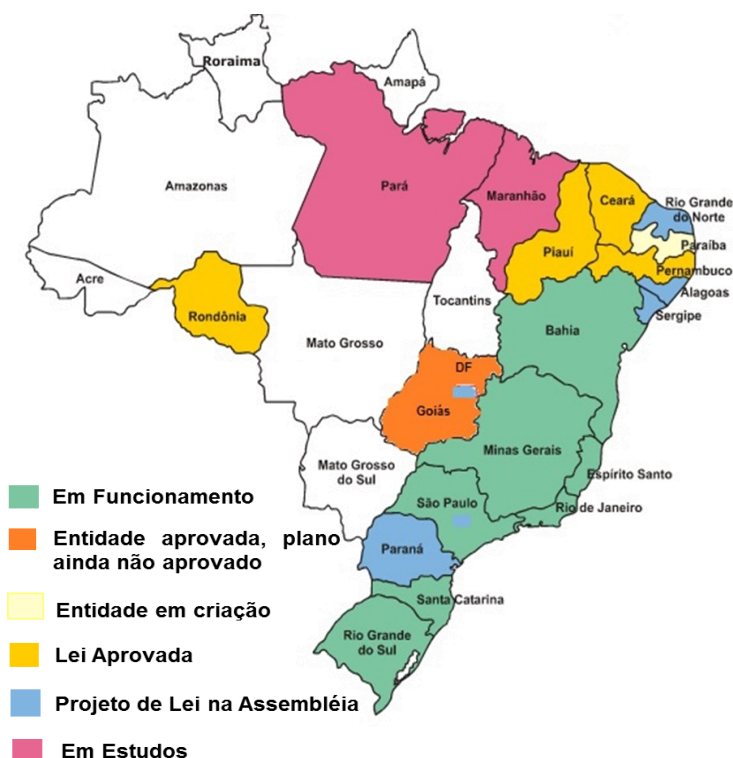 Roraima
Amapá
Amazonas
Pará
Maranhão
Ceará
Rio Grande
do Norte
Paraíba
Piauí
Pernambuco
Acre
Alagoas
Tocantins
Rondônia
Sergipe
Bahia
Mato Grosso
DF
Goiás
Minas Gerais
Mato Grosso
do Sul
Espírito Santo
São Paulo
Rio de Janeiro
Paraná
Santa Catarina
Rio Grande
do Sul
Em Funcionamento
Entidade aprovada, plano
ainda não aprovado
Entidade em criação
Lei Aprovada
Projeto de Lei na Assembléia
Em Estudos